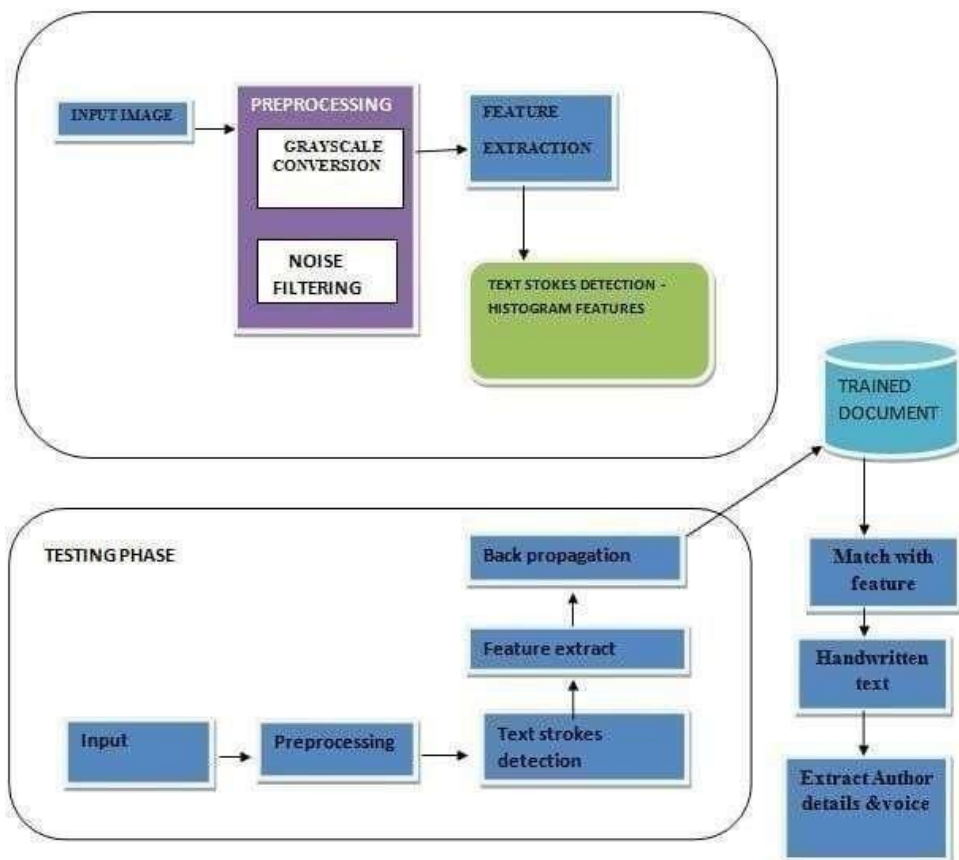 INPUT IMAGE
PREPROCESSING
GRAYSCALE
CONVERSION
NOISE
FILTERING
FEATURE
EXTRACTION
TEXT STOKES DETECTION -
HISTOGRAM FEATURES
TRAINED
DOCUMENT
TESTING PHASE
Back propagation
Feature extract
Input
Preprocessing
Text strokes
detection
Match with
feature
Handwritten
text
Extract Author
details &voice